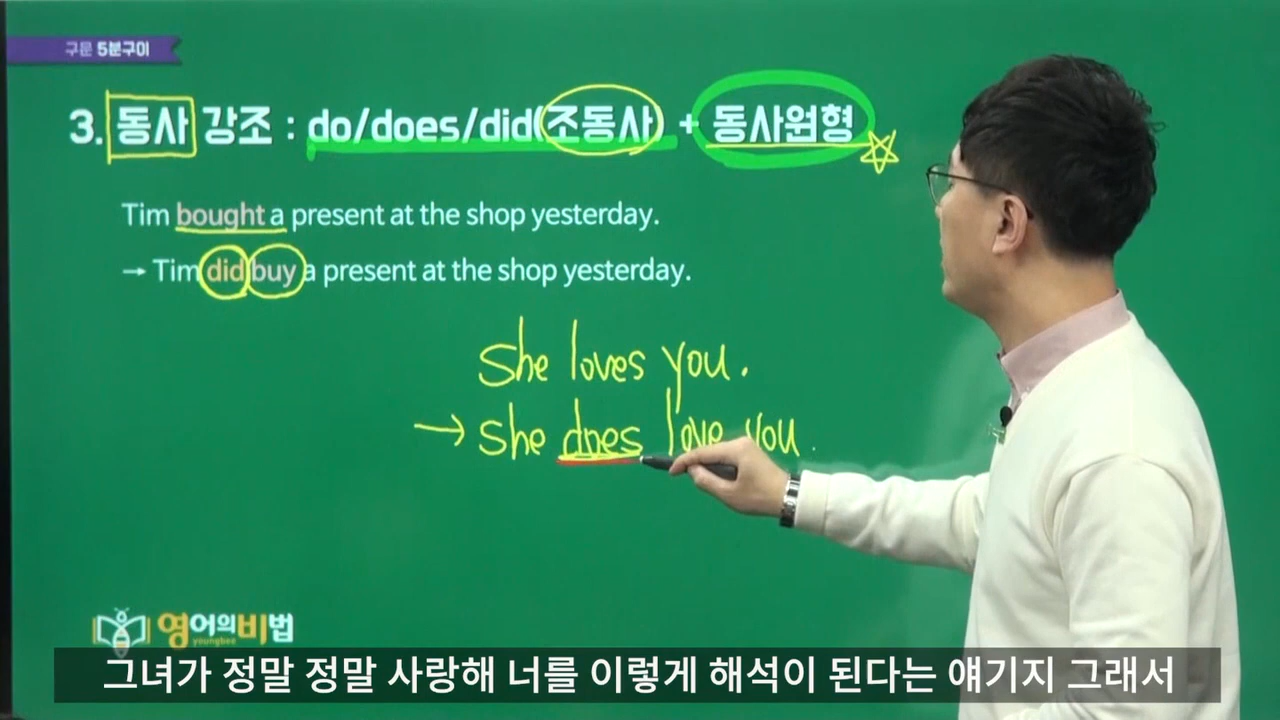 구문 5분구이
3. 동사 강조 : do/does/did(조동사 + 동사원형
Tim bought a present at the shop yesterday.
→ Tim did buy a present at the shop yesterday.
She loves you.
→ She does love you.
영어의비법
youngbee
그녀가 정말 정말 사랑해 너를 이렇게 해석이 된다는 얘기지 그래서